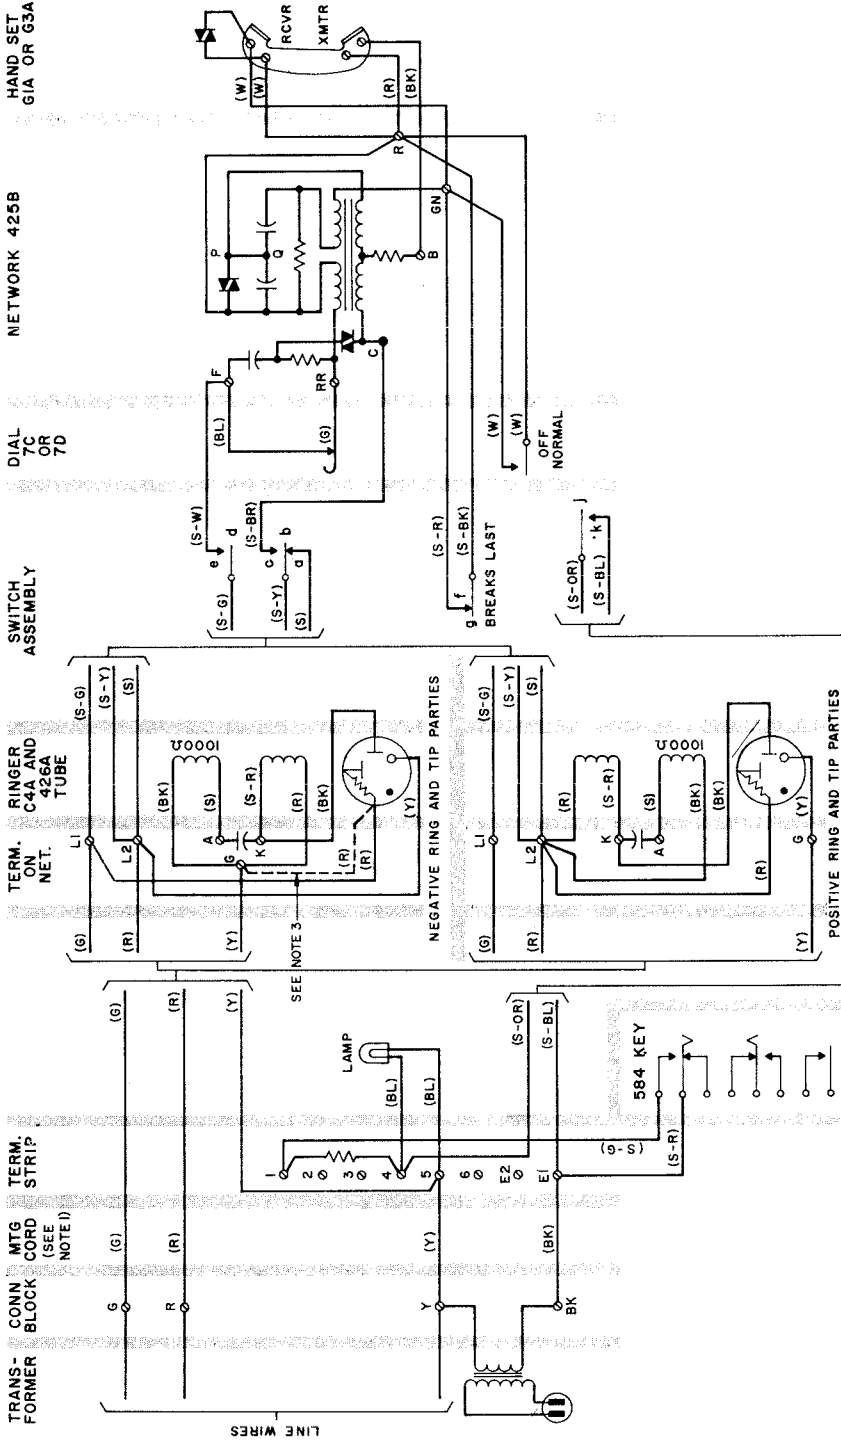 TRANS-
FORMER
CONN
BLOCK
MTG
CORD
(SEE
NOTE 1)
TERM.
STRIP
TERM.
ON
NET.
RINGER
C4A AND
426A
TUBE
SWITCH
ASSEMBLY
DIAL
7C
OR
7D
NETWORK 425B
HAND SET
G1A OR G3A
LINE WIRES
G
(G)
(G)
R
(R)
(R)
Y
(Y)
(Y)
BK
(BK)
1
2
3
4
5
6
E2
E1
LAMP
(BL)
(BL)
(S-OR)
(S-BL)
(S-G)
(S-R)
584 KEY
SEE NOTE 3
(G)
(R)
(Y)
L1
L2
A
G
K
(S-G)
(S-Y)
(S)
1000Ω
(BK)
(S)
(S-R)
(R)
(BK)
(R)
(R)
(Y)
NEGATIVE RING AND TIP PARTIES
(G)
(R)
(Y)
L1
L2
K
A
G
(S-G)
(S-Y)
(S)
(R)
(S-R)
(S)
1000Ω
(BK)
(BK)
(R)
(Y)
POSITIVE RING AND TIP PARTIES
(S-G)
(S-Y)
(S)
e
d
c
b
a
(S-W)
(S-BR)
(S-R)
(S-BK)
g
f
BREAKS LAST
(S-OR)
(S-BL)
j
k
(BL)
(G)
F
RR
C
P
Q
B
GN
R
(W)
(W)
OFF
NORMAL
(W)
(W)
(R)
(BK)
RCVR
XMTR